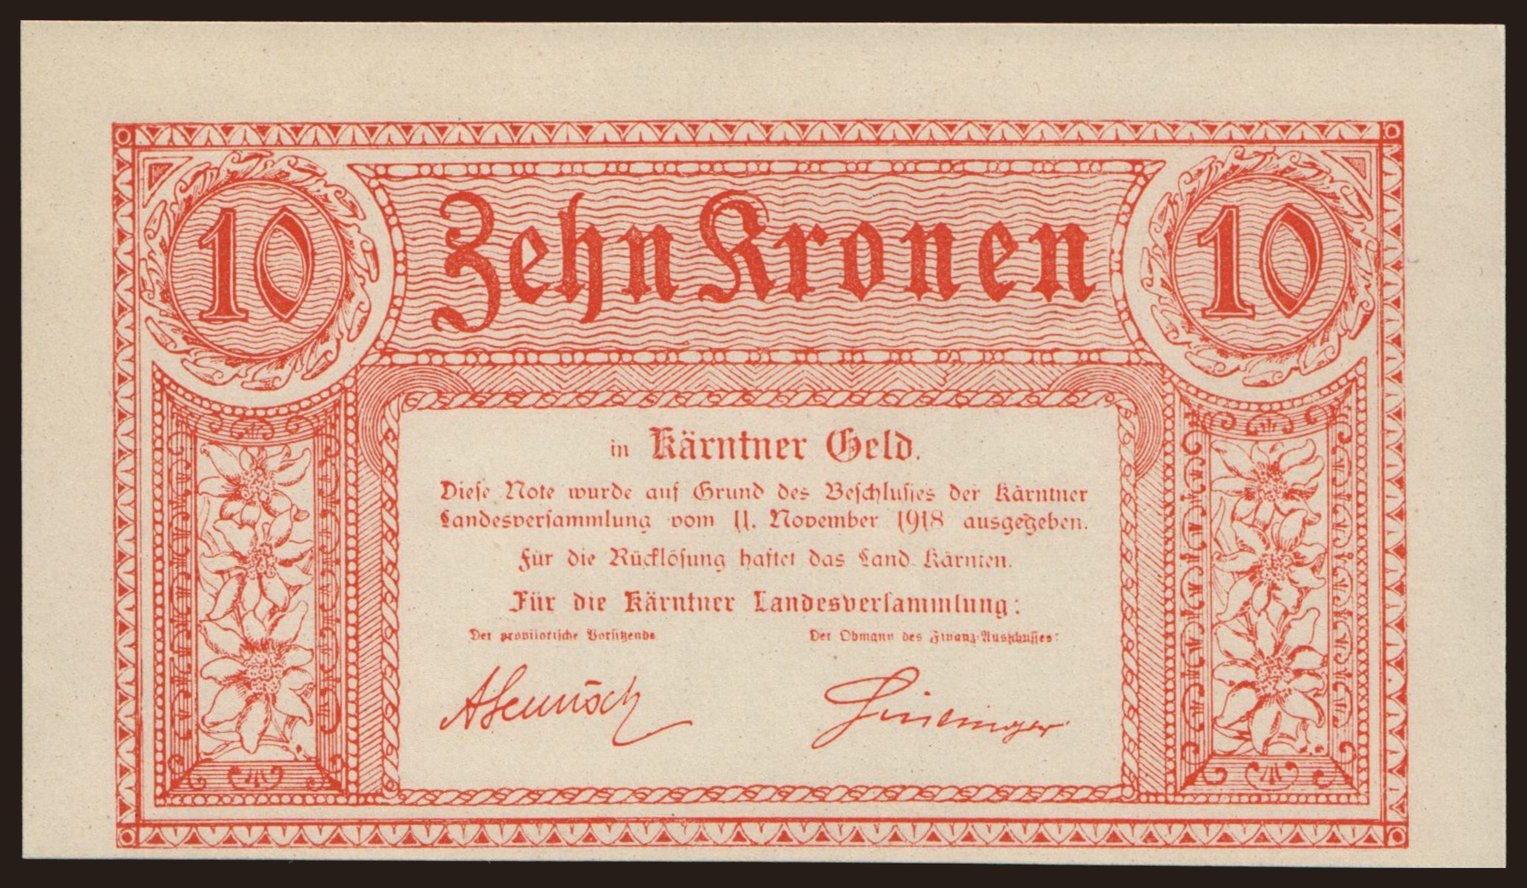 10 Zehn Kronen 10
in Kärntner Geld.
Diese Note wurde auf Grund des Beschlusses der Kärntner
Landesversammlung vom 11. November 1918 ausgegeben.
Für die Rücklösung haftet das Land Kärnten.
Für die Kärntner Landesversammlung:
Der provisorische Vorsitzende Der Obmann des Finanz-Ausschusses: